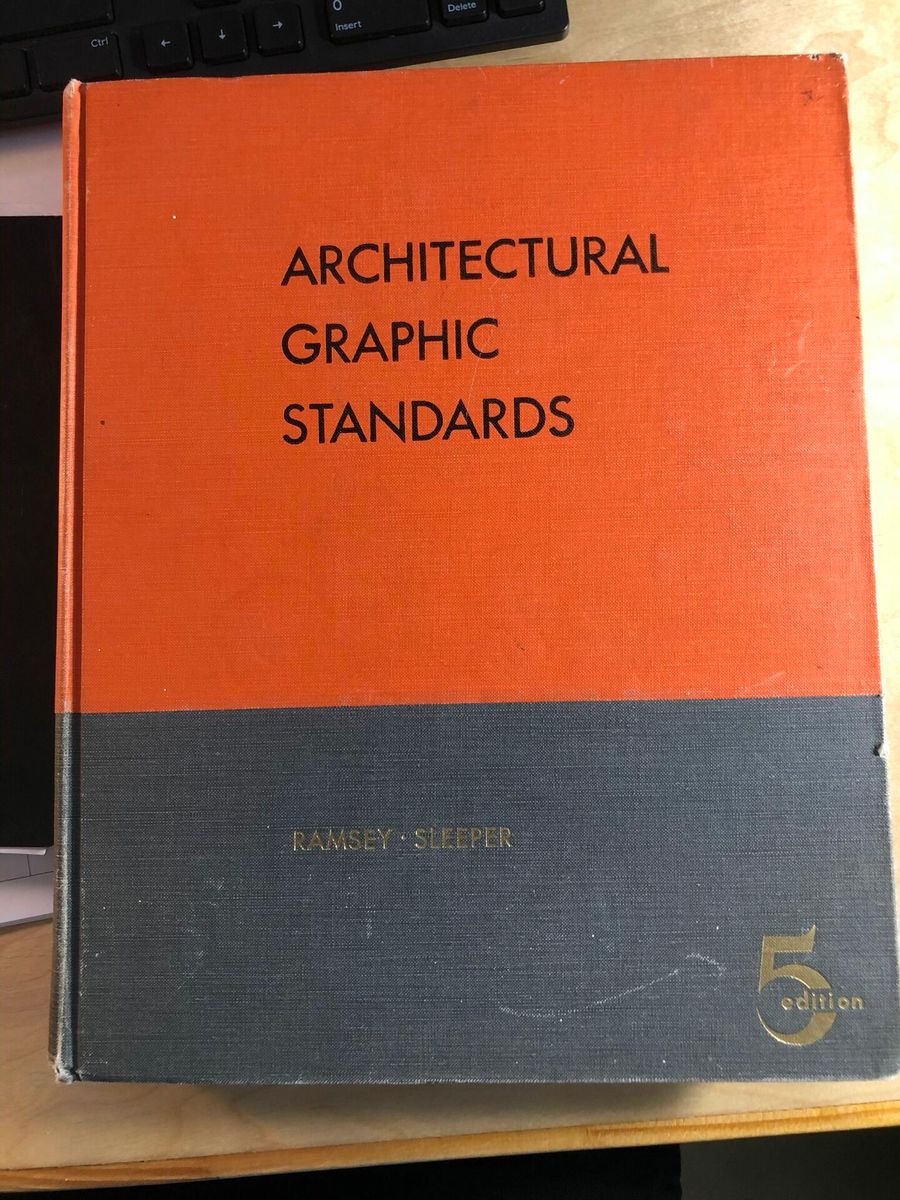 Ctrl
←
↓
→
0
Insert
Delete
ARCHITECTURAL
GRAPHIC
STANDARDS
RAMSEY · SLEEPER
5
edition